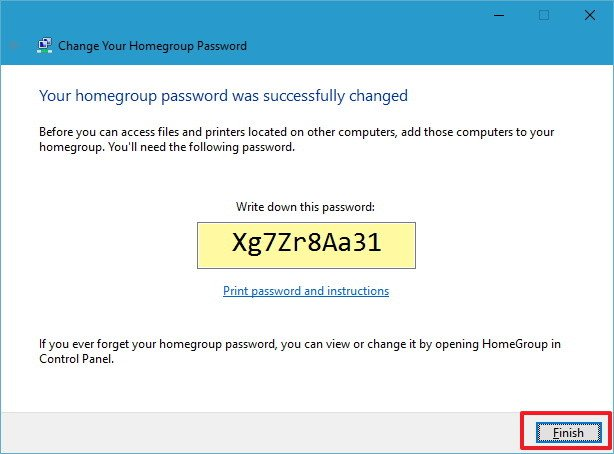 Change Your Homegroup Password
Your homegroup password was successfully changed
Before you can access files and printers located on other computers, add those computers to your
homegroup. You'll need the following password.
Write down this password:
Xg7Zr8Aa31
Print password and instructions
If you ever forget your homegroup password, you can view or change it by opening HomeGroup in
Control Panel.
Finish